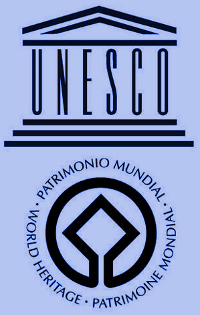 UNESCO
PATRIMONIO MUNDIAL •
WORLD HERITAGE •
PATRIMOINE MONDIAL •